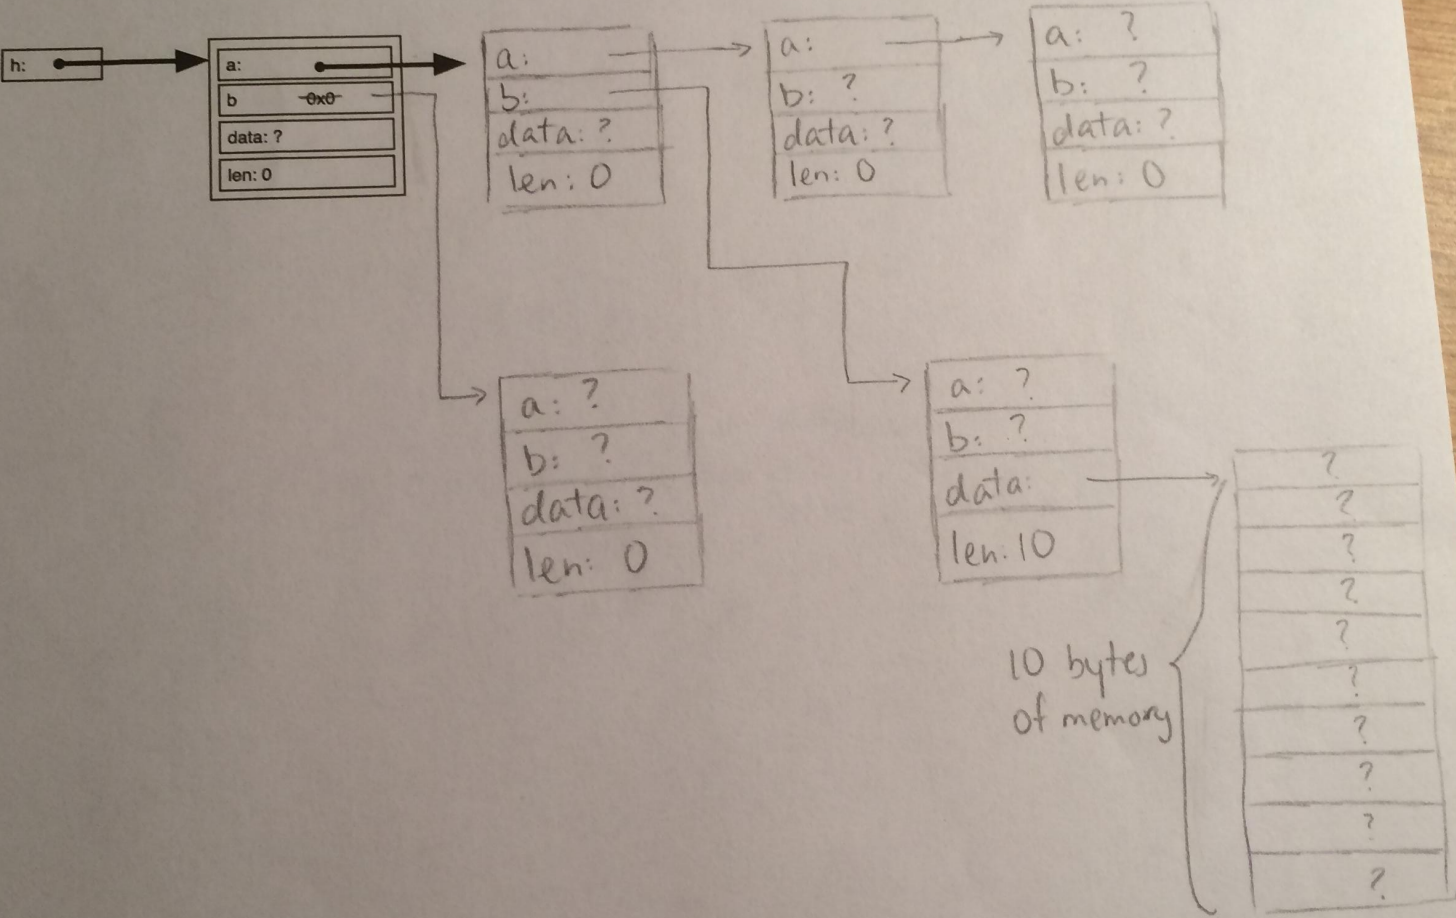 h:
a:
b 0x0
data: ?
len: 0
a:
b:
data: ?
len: 0
a:
b: ?
data: ?
len: 0
a: ?
b: ?
data: ?
len: 0
a: ?
b: ?
data: ?
len: 0
a: ?
b: ?
data:
len: 10
10 bytes
of memory
?
?
?
?
?
?
?
?
?
?